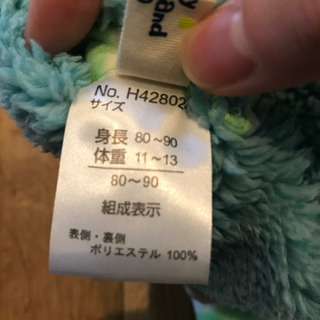 and
No. H42802
サイズ
身長 80～90
体重 11～13
80～90
組成表示
表側・裏側
ポリエステル 100%